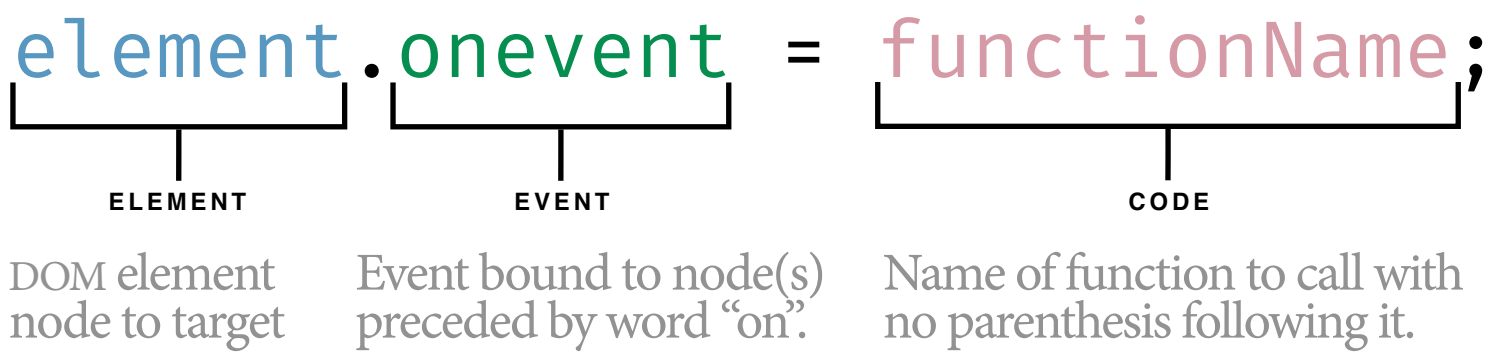 element.onevent = functionName;
ELEMENT EVENT CODE
DOM element Event bound to node(s) Name of function to call with
node to target preceded by word “on”. no parenthesis following it.